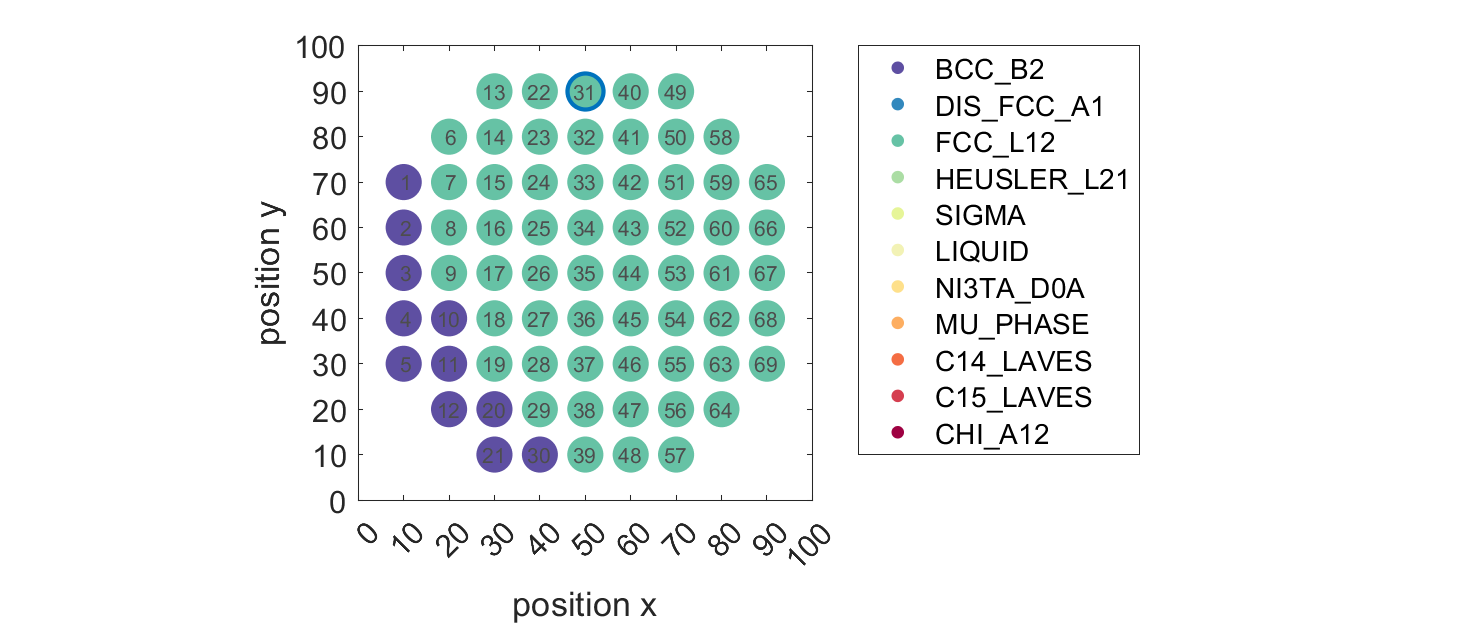 100
90
80
70
60
50
40
30
20
10
0
position y
13 22 31 40 49
6 14 23 32 41 50 58
1 7 15 24 33 42 51 59 65
2 8 16 25 34 43 52 60 66
3 9 17 26 35 44 53 61 67
4 10 18 27 36 45 54 62 68
5 11 19 28 37 46 55 63 69
12 20 29 38 47 56 64
21 30 39 48 57
0 10 20 30 40 50 60 70 80 90 100
position x
BCC_B2
DIS_FCC_A1
FCC_L12
HEUSLER_L21
SIGMA
LIQUID
NI3TA_D0A
MU_PHASE
C14_LAVES
C15_LAVES
CHI_A12